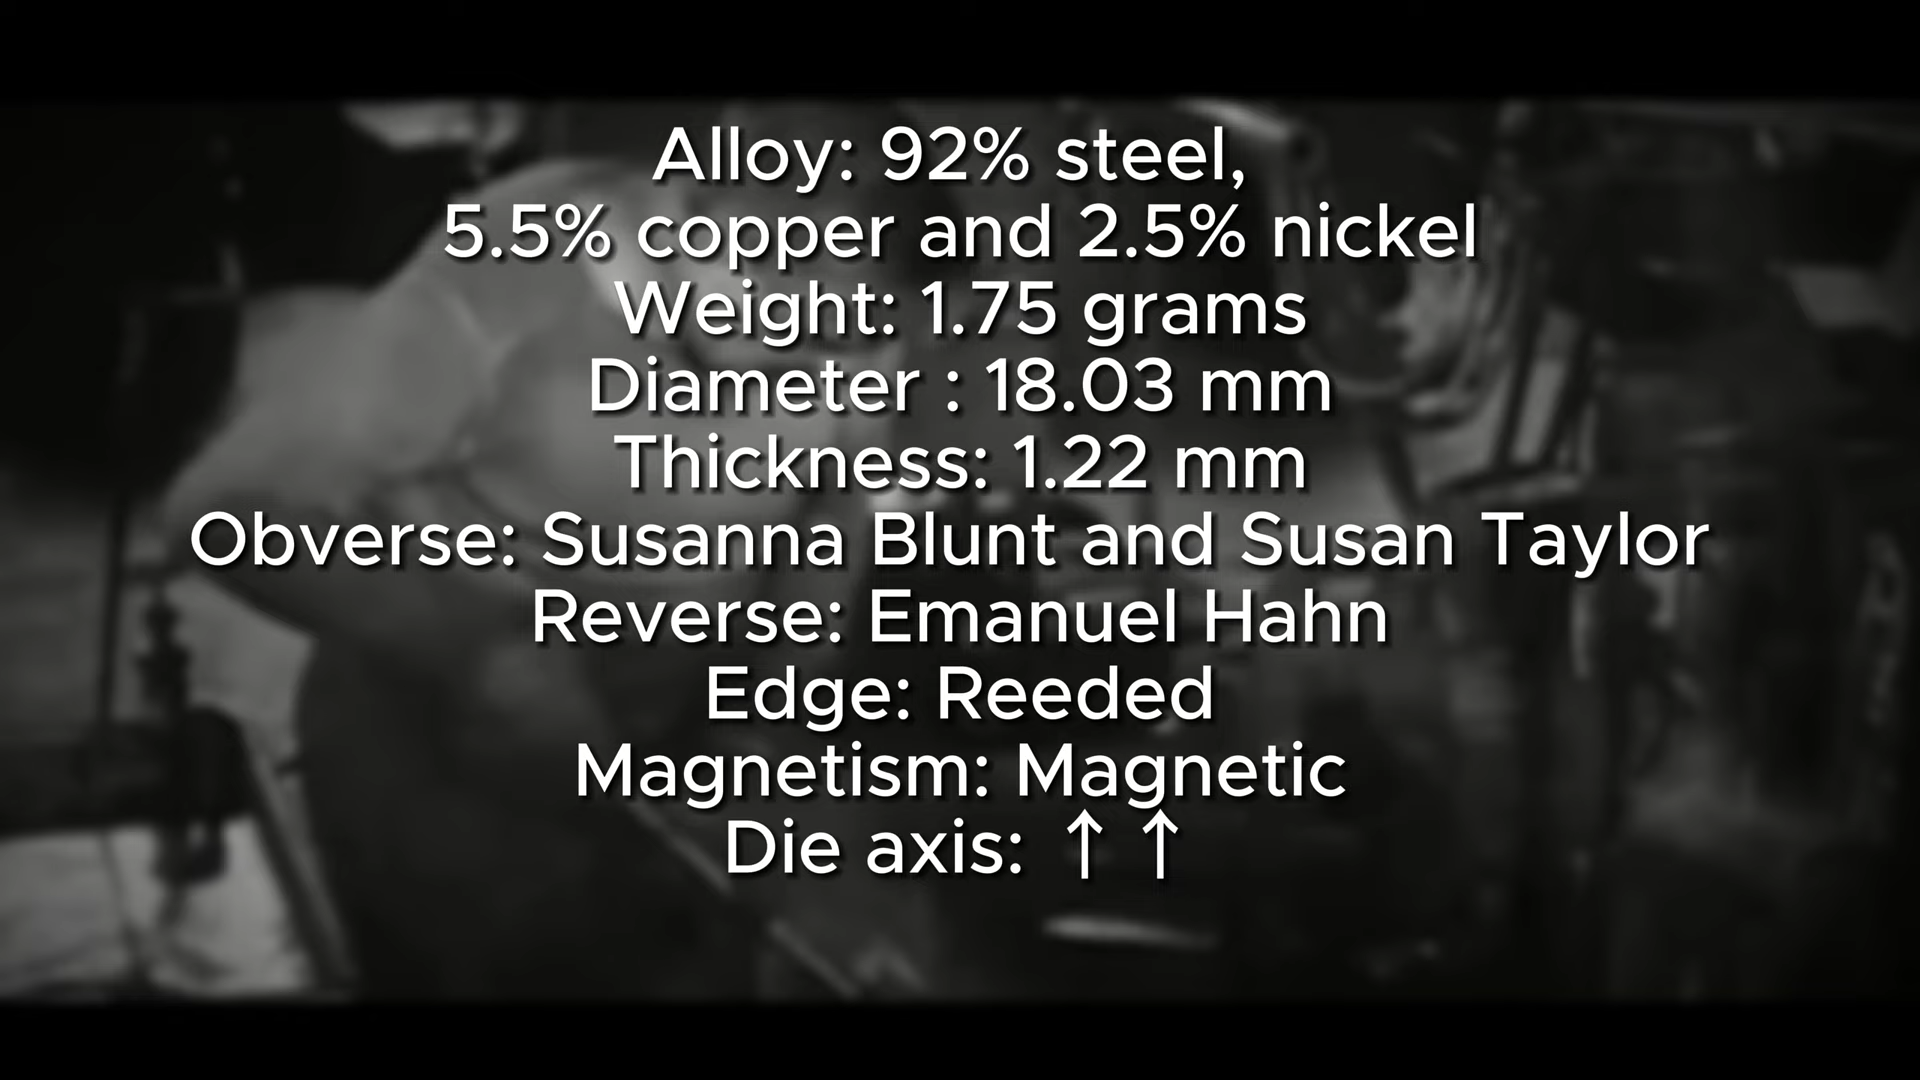 Alloy: 92% steel,
5.5% copper and 2.5% nickel
Weight: 1.75 grams
Diameter : 18.03 mm
Thickness: 1.22 mm
Obverse: Susanna Blunt and Susan Taylor
Reverse: Emanuel Hahn
Edge: Reeded
Magnetism: Magnetic
Die axis: ↑ ↑